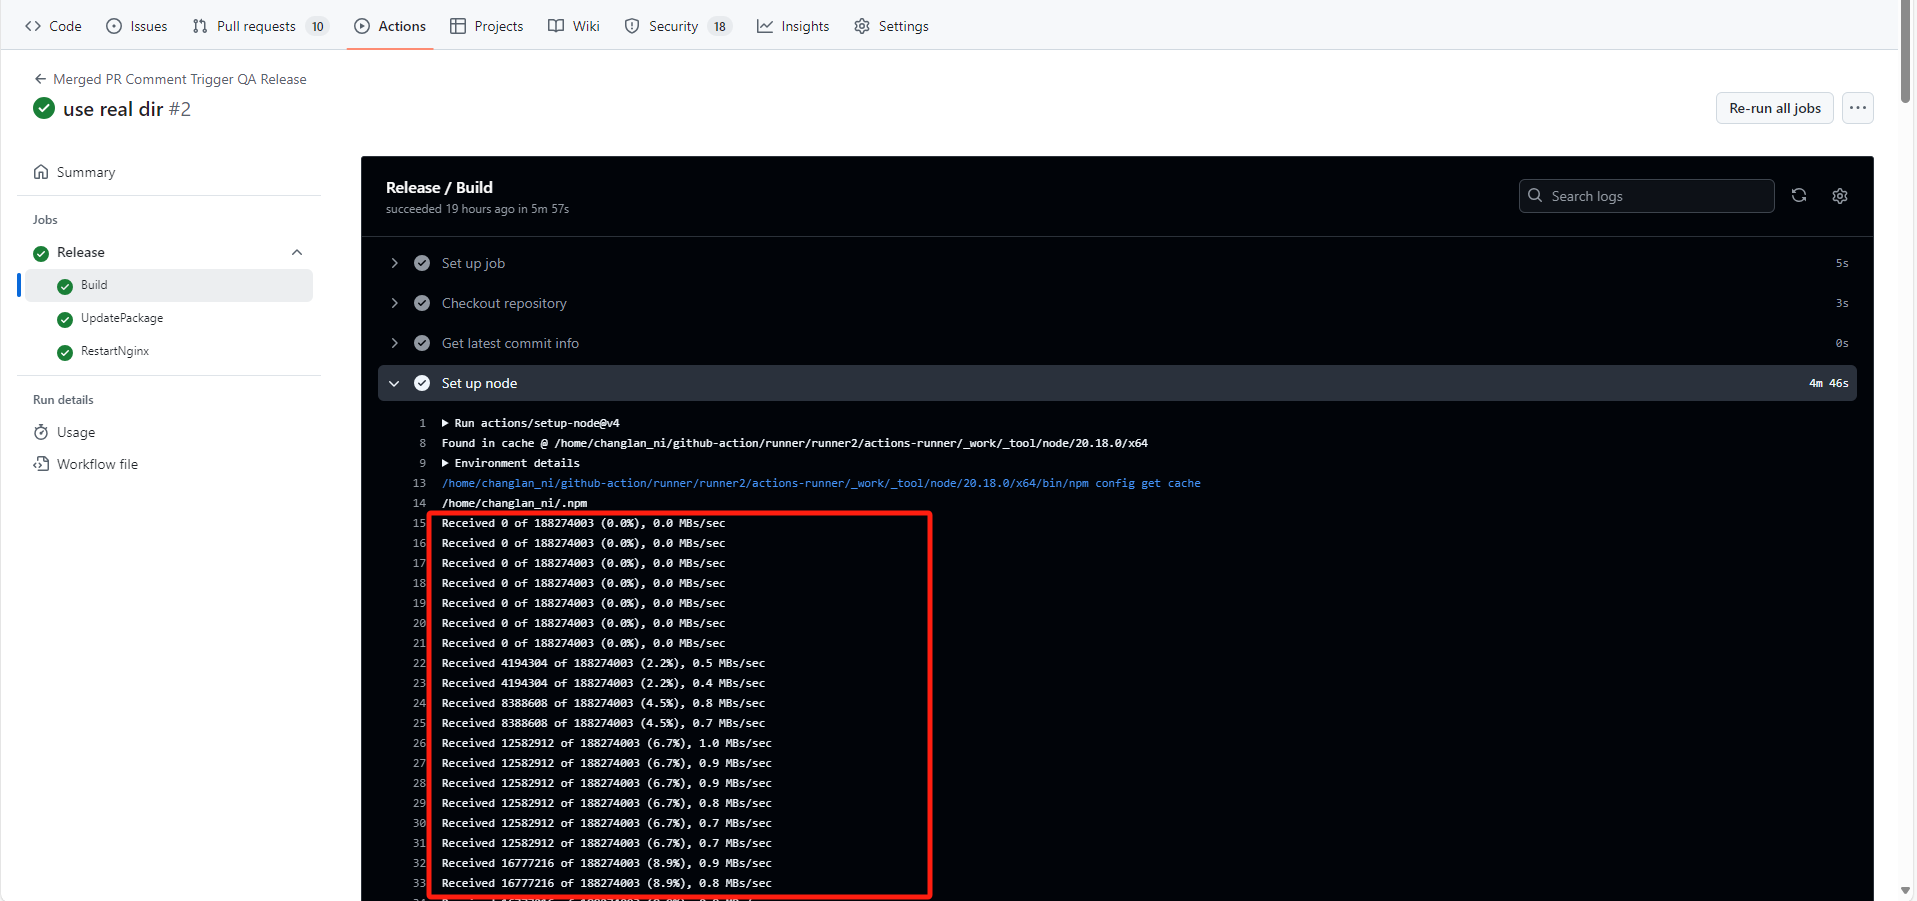 Code Issues Pull requests 10 Actions Projects Wiki Security 18 Insights Settings
Merged PR Comment Trigger QA Release
use real dir #2
Re-run all jobs
Summary
Jobs
Release
Build
UpdatePackage
RestartNginx
Run details
Usage
Workflow file
Release / Build
succeeded 19 hours ago in 5m 57s
Search logs
Set up job 5s
Checkout repository 3s
Get latest commit info 0s
Set up node 4m 46s
1 Run actions/setup-node@v4
8 Found in cache @ /home/changlan_ni/github-action/runner/runner2/actions-runner/_work/_tool/node/20.18.0/x64
9 Environment details
13 /home/changlan_ni/github-action/runner/runner2/actions-runner/_work/_tool/node/20.18.0/x64/bin/npm config get cache
14 /home/changlan_ni/.npm
15 Received 0 of 188274003 (0.0%), 0.0 MBs/sec
16 Received 0 of 188274003 (0.0%), 0.0 MBs/sec
17 Received 0 of 188274003 (0.0%), 0.0 MBs/sec
18 Received 0 of 188274003 (0.0%), 0.0 MBs/sec
19 Received 0 of 188274003 (0.0%), 0.0 MBs/sec
20 Received 0 of 188274003 (0.0%), 0.0 MBs/sec
21 Received 0 of 188274003 (0.0%), 0.0 MBs/sec
22 Received 4194304 of 188274003 (2.2%), 0.5 MBs/sec
23 Received 4194304 of 188274003 (2.2%), 0.4 MBs/sec
24 Received 8388608 of 188274003 (4.5%), 0.8 MBs/sec
25 Received 8388608 of 188274003 (4.5%), 0.7 MBs/sec
26 Received 12582912 of 188274003 (6.7%), 1.0 MBs/sec
27 Received 12582912 of 188274003 (6.7%), 0.9 MBs/sec
28 Received 12582912 of 188274003 (6.7%), 0.9 MBs/sec
29 Received 12582912 of 188274003 (6.7%), 0.8 MBs/sec
30 Received 12582912 of 188274003 (6.7%), 0.7 MBs/sec
31 Received 12582912 of 188274003 (6.7%), 0.7 MBs/sec
32 Received 16777216 of 188274003 (8.9%), 0.9 MBs/sec
33 Received 16777216 of 188274003 (8.9%), 0.8 MBs/sec